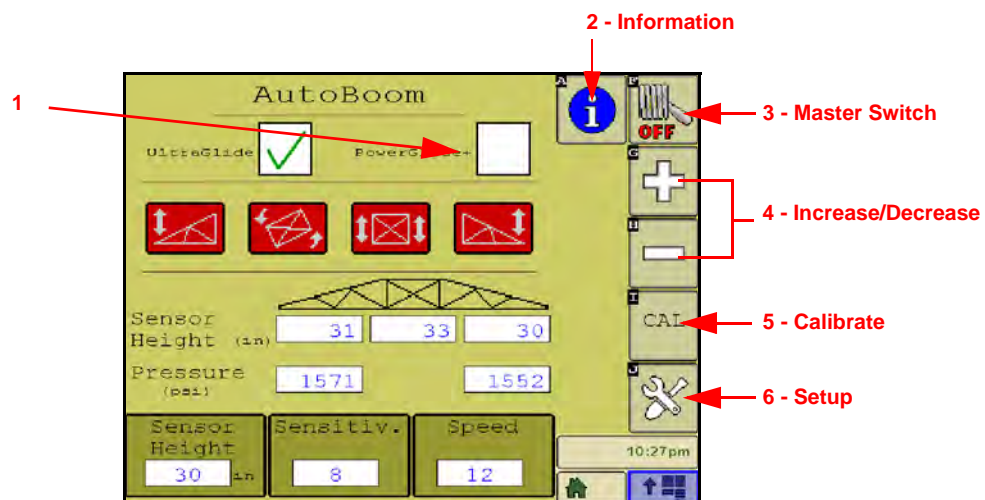 2 - Information
1
AutoBoom
A
F
OFF
3 - Master Switch
UltraGlide
G
4 - Increase/Decrease
H
I
CAL
5 - Calibrate
Sensor Height (in)
31
33
30
Pressure (psi)
1571
1552
J
6 - Setup
Sensor Height
30 in
Sensitiv.
8
Speed
12
10:27pm